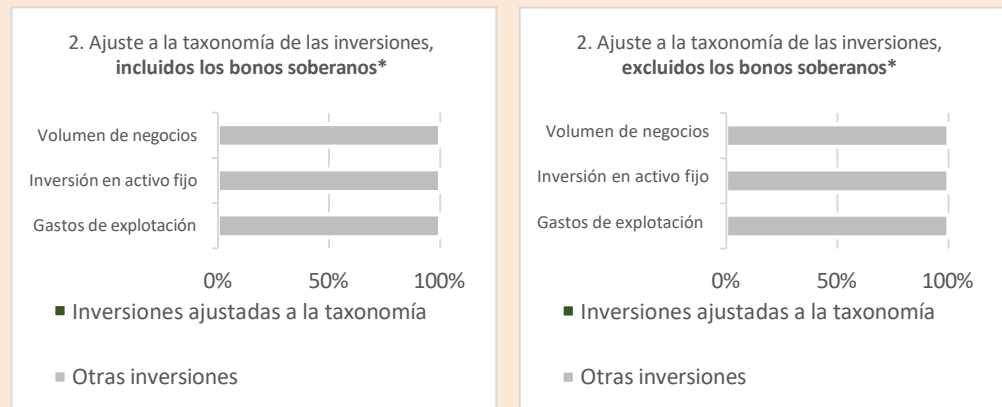 2. Ajuste a la taxonomía de las inversiones,
incluidos los bonos soberanos*
Volumen de negocios
Inversión en activo fijo
Gastos de explotación
0% 50% 100%
Inversiones ajustadas a la taxonomía
Otras inversiones
2. Ajuste a la taxonomía de las inversiones,
excluidos los bonos soberanos*
Volumen de negocios
Inversión en activo fijo
Gastos de explotación
0% 50% 100%
Inversiones ajustadas a la taxonomía
Otras inversiones